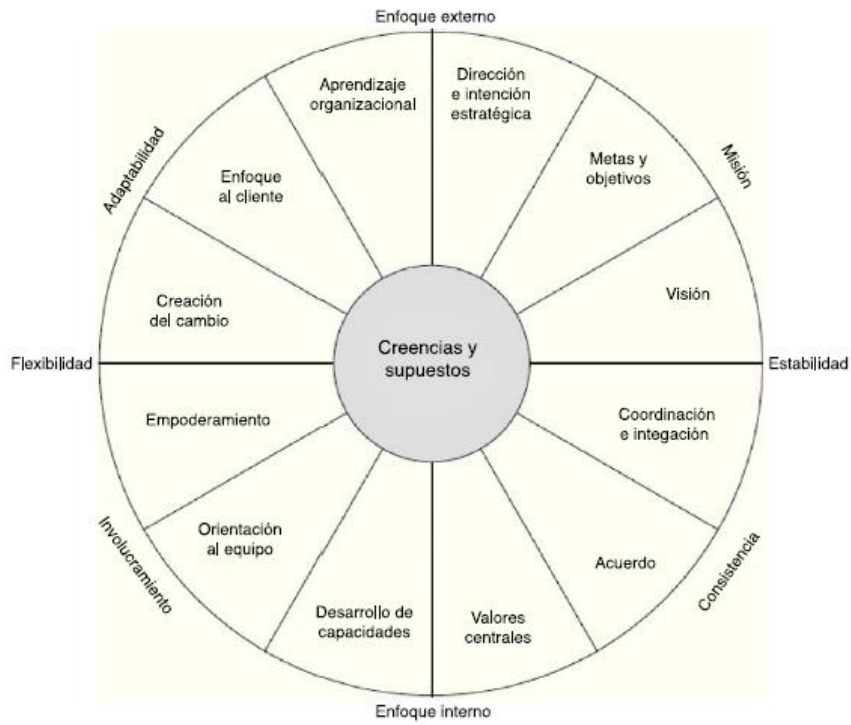 Enfoque externo
Aprendizaje
organizacional
Dirección
e intención
estratégica
Enfoque
al cliente
Metas y
objetivos
Adaptabilidad
Misión
Creación
del cambio
Visión
Flexibilidad
Creencias y
supuestos
Estabilidad
Empoderamiento
Coordinación
e integación
Orientación
al equipo
Acuerdo
Involucramiento
Consistencia
Desarrollo de
capacidades
Valores
centrales
Enfoque interno